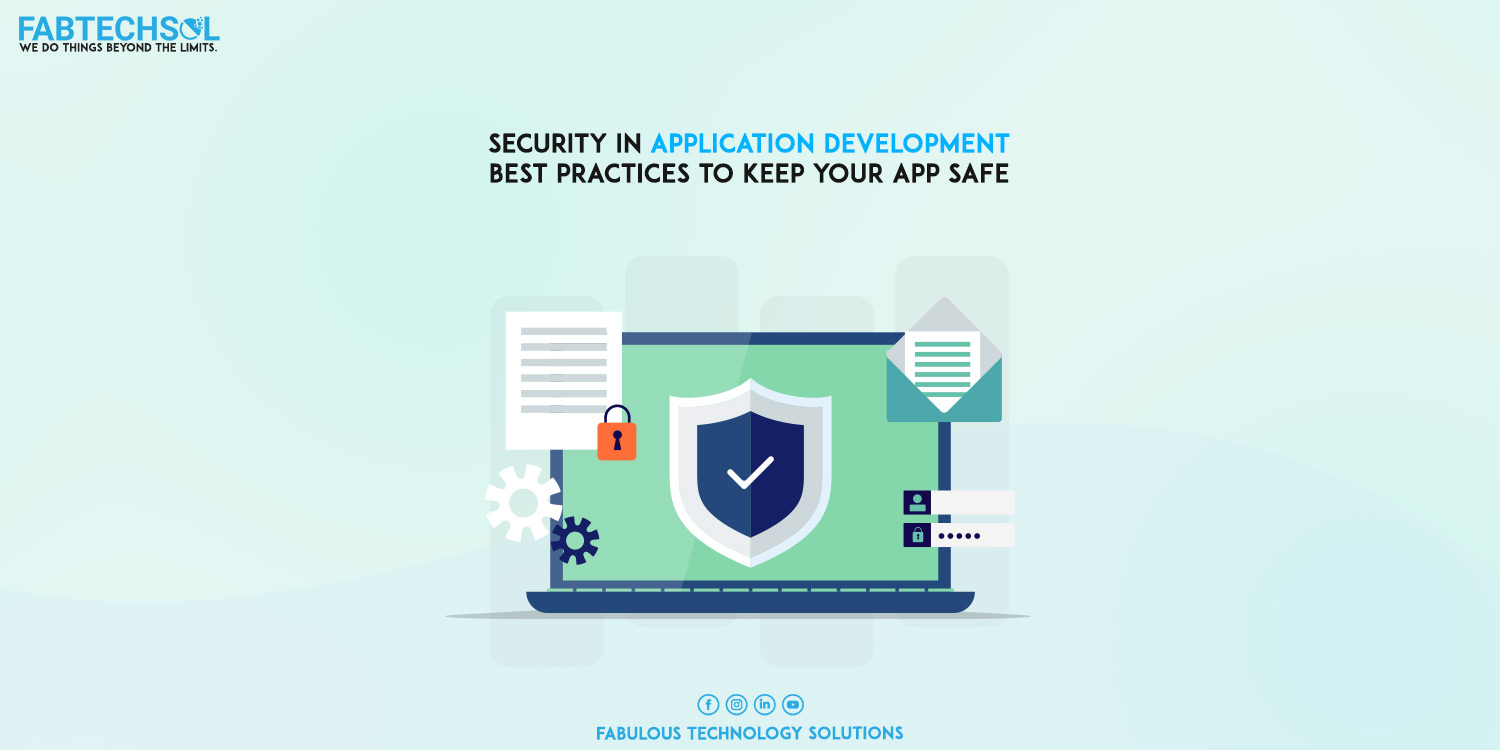 FABTECHSOL
WE DO THINGS BEYOND THE LIMITS.
SECURITY IN APPLICATION DEVELOPMENT
BEST PRACTICES TO KEEP YOUR APP SAFE
FABULOUS TECHNOLOGY SOLUTIONS